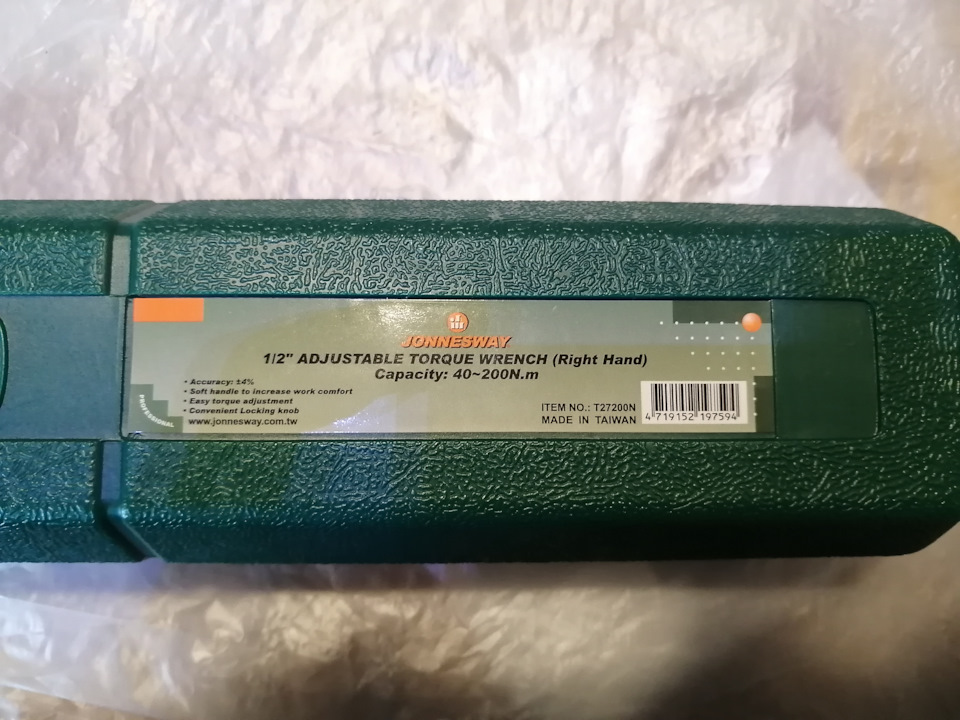 JONNESWAY
1/2" ADJUSTABLE TORQUE WRENCH (Right Hand)
Capacity: 40~200N.m
• Accuracy: ±4%
• Soft handle to increase work comfort
• Easy torque adjustment
• Convenient Locking knob
www.jonnesway.com.tw
PROFESSIONAL
ITEM NO.: T27200N
MADE IN TAIWAN
4 719152 197594